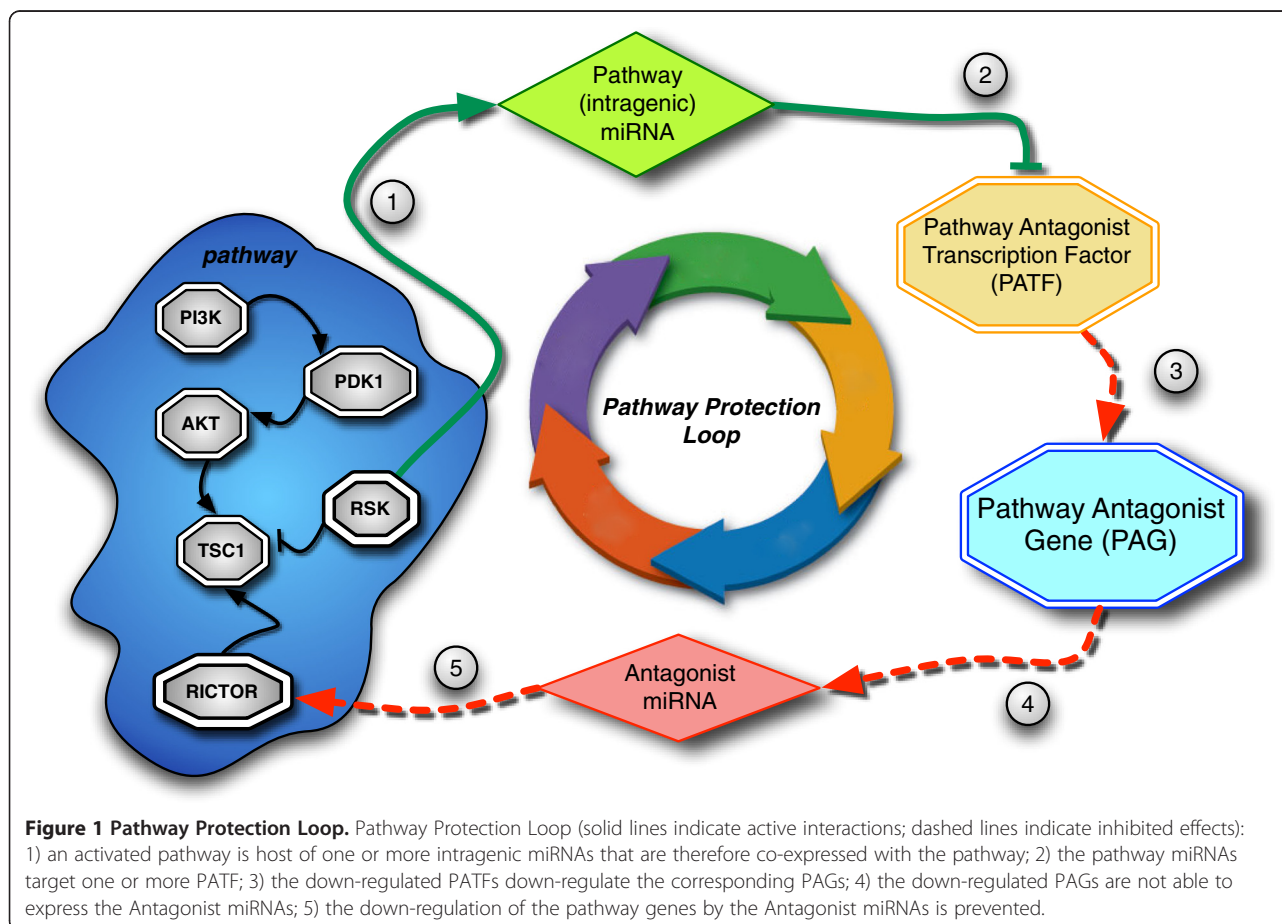 Pathway
(intragenic)
miRNA
2
1
Pathway Antagonist
Transcription Factor
(PATF)
pathway
PI3K
PDK1
AKT
RSK
TSC1
RICTOR
Pathway Protection
Loop
3
Pathway Antagonist
Gene (PAG)
5
Antagonist
miRNA
4
Figure 1 Pathway Protection Loop. Pathway Protection Loop (solid lines indicate active interactions; dashed lines indicate inhibited effects):
1) an activated pathway is host of one or more intragenic miRNAs that are therefore co-expressed with the pathway; 2) the pathway miRNAs
target one or more PATF; 3) the down-regulated PATFs down-regulate the corresponding PAGs; 4) the down-regulated PAGs are not able to
express the Antagonist miRNAs; 5) the down-regulation of the pathway genes by the Antagonist miRNAs is prevented.